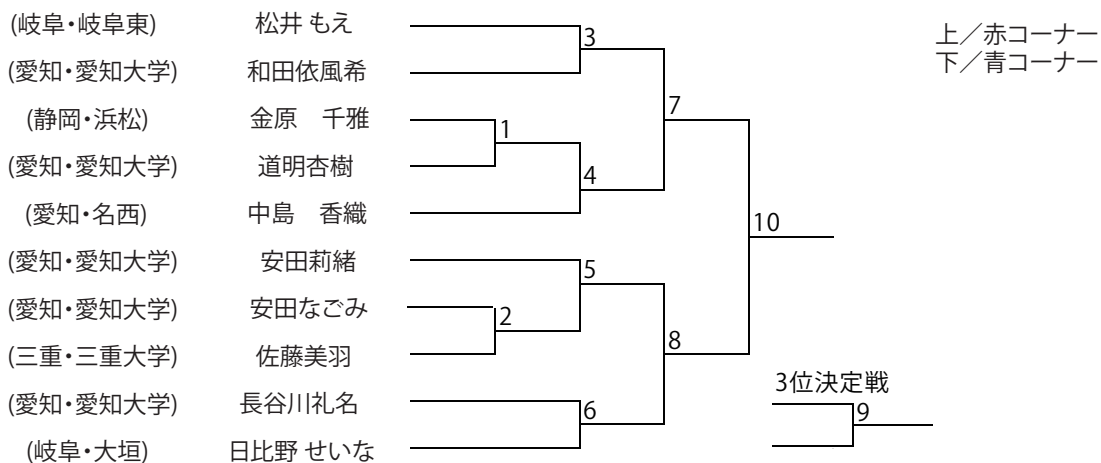 (岐阜・岐阜東) 松井 もえ
(愛知・愛知大学) 和田依風希
(静岡・浜松) 金原　千雅
(愛知・愛知大学) 道明杏樹
(愛知・名西) 中島　香織
(愛知・愛知大学) 安田莉緒
(愛知・愛知大学) 安田なごみ
(三重・三重大学) 佐藤美羽
(愛知・愛知大学) 長谷川礼名
(岐阜・大垣) 日比野 せいな
3
1
4
7
5
2
6
8
10
上／赤コーナー
下／青コーナー
3位決定戦
9